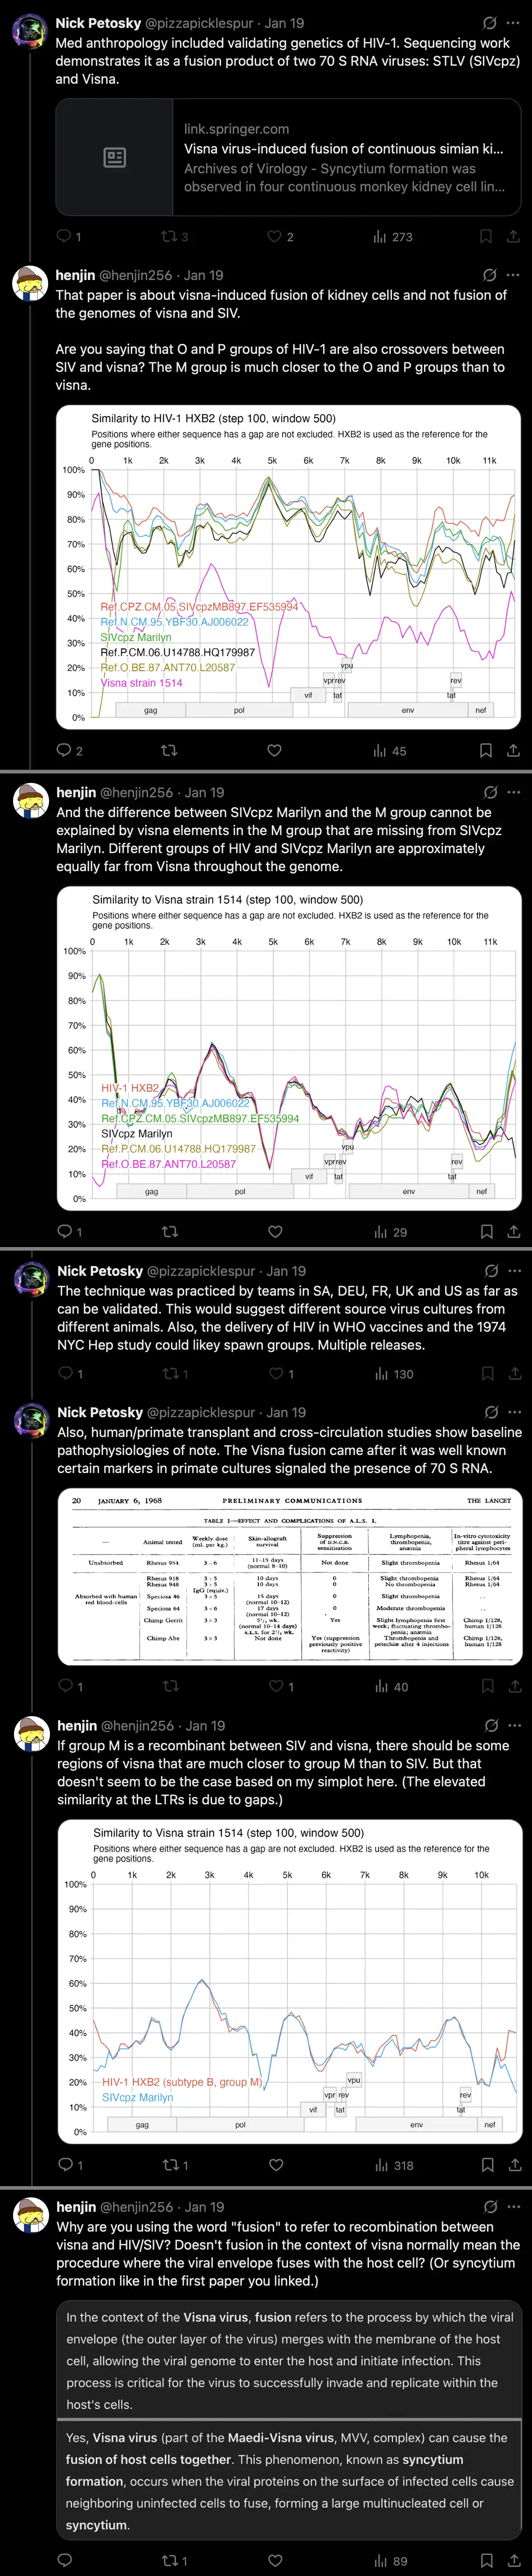 Nick Petosky @pizzapicklespur · Jan 19
Med anthropology included validating genetics of HIV-1. Sequencing work
demonstrates it as a fusion product of two 70 S RNA viruses: STLV (SIVcpz)
and Visna.
link.springer.com
Visna virus-induced fusion of continuous simian ki...
Archives of Virology - Syncytium formation was
observed in four continuous monkey kidney cell lin...
1 3 2 273
henjin @henjin256 · Jan 19
That paper is about visna-induced fusion of kidney cells and not fusion of
the genomes of visna and SIV.
Are you saying that O and P groups of HIV-1 are also crossovers between
SIV and visna? The M group is much closer to the O and P groups than to
visna.
Similarity to HIV-1 HXB2 (step 100, window 500)
Positions where either sequence has a gap are not excluded. HXB2 is used as the reference for the
gene positions.
0 1k 2k 3k 4k 5k 6k 7k 8k 9k 10k 11k
100%
90%
80%
70%
60%
50%
Ref.CPZ.CM.05.SIVcpzMB897.EF535994
40%
Ref.N.CM.95.YBF30.AJ006022
30%
SIVcpz Marilyn
Ref.P.CM.06.U14788.HQ179987
20%
Ref.O.BE.87.ANT70.L20587
vpu
Visna strain 1514
vpr rev rev
10%
vif tat tat
gag pol env nef
0%
2 45
henjin @henjin256 · Jan 19
And the difference between SIVcpz Marilyn and the M group cannot be
explained by visna elements in the M group that are missing from SIVcpz
Marilyn. Different groups of HIV and SIVcpz Marilyn are approximately
equally far from Visna throughout the genome.
Similarity to Visna strain 1514 (step 100, window 500)
Positions where either sequence has a gap are not excluded. HXB2 is used as the reference for the
gene positions.
0 1k 2k 3k 4k 5k 6k 7k 8k 9k 10k 11k
100%
90%
80%
70%
60%
50%
HIV-1 HXB2
40%
Ref.N.CM.95.YBF30.AJ006022
Ref.CPZ.CM.05.SIVcpzMB897.EF535994
30%
SIVcpz Marilyn
Ref.P.CM.06.U14788.HQ179987
vpu
20%
Ref.O.BE.87.ANT70.L20587
vpr rev rev
10%
vif tat tat
gag pol env nef
0%
1 29
Nick Petosky @pizzapicklespur · Jan 19
The technique was practiced by teams in SA, DEU, FR, UK and US as far as
can be validated. This would suggest different source virus cultures from
different animals. Also, the delivery of HIV in WHO vaccines and the 1974
NYC Hep study could likey spawn groups. Multiple releases.
1 1 1 130
Nick Petosky @pizzapicklespur · Jan 19
Also, human/primate transplant and cross-circulation studies show baseline
pathophysiologies of note. The Visna fusion came after it was well known
certain markers in primate cultures signaled the presence of 70 S RNA.
20 JANUARY 6, 1968 PRELIMINARY COMMUNICATIONS THE LANCET
TABLE I—EFFECT AND COMPLICATIONS OF A.L.S. I.
— Animal tested Weekly dose (ml. per kg.) Skin-allograft survival Suppression of D.N.C.B. sensitisation Lymphopenia, thrombopenia, anæmia In-vitro cytotoxicity titre against peripheral lymphocytes
Unabsorbed Rhesus 954 3×6 11–15 days (normal 8–10) Not done Slight thrombopenia Rhesus 1/64
Rhesus 918 3×5 10 days 0 Slight thrombopenia Rhesus 1/64
Rhesus 948 3×5 10 days 0 No thrombopenia Rhesus 1/64
IgG (equiv.)
Absorbed with human red blood-cells Speciosa 46 3×5 15 days (normal 10–12) 0 Slight thrombopenia ..
Speciosa 64 3×6 17 days (normal 10–12) 0 Moderate thrombopenia ..
Chimp Gerrit 3×3 5½ wk. (normal 10–14 days) A.L.S. for 2½ wk. Yes Slight lymphopenia first week; fluctuating thrombopenia; anæmia Chimp 1/128, human 1/128
Chimp Abe 3×3 Not done Yes (suppression previously positive reactivity) Thrombopenia and petechiæ after 4 injections Chimp 1/128, human 1/128
1 1 40
henjin @henjin256 · Jan 19
If group M is a recombinant between SIV and visna, there should be some
regions of visna that are much closer to group M than to SIV. But that
doesn't seem to be the case based on my simplot here. (The elevated
similarity at the LTRs is due to gaps.)
Similarity to Visna strain 1514 (step 100, window 500)
Positions where either sequence has a gap are not excluded. HXB2 is used as the reference for the
gene positions.
0 1k 2k 3k 4k 5k 6k 7k 8k 9k 10k
100%
90%
80%
70%
60%
50%
40%
30%
20%
HIV-1 HXB2 (subtype B, group M)
vpu
SIVcpz Marilyn
vpr rev rev
10%
vif tat tat
gag pol env nef
0%
1 1 318
henjin @henjin256 · Jan 19
Why are you using the word "fusion" to refer to recombination between
visna and HIV/SIV? Doesn't fusion in the context of visna normally mean the
procedure where the viral envelope fuses with the host cell? (Or syncytium
formation like in the first paper you linked.)
In the context of the Visna virus, fusion refers to the process by which the viral
envelope (the outer layer of the virus) merges with the membrane of the host
cell, allowing the viral genome to enter the host and initiate infection. This
process is critical for the virus to successfully invade and replicate within the
host's cells.
Yes, Visna virus (part of the Maedi-Visna virus, MVV, complex) can cause the
fusion of host cells together. This phenomenon, known as syncytium
formation, occurs when the viral proteins on the surface of infected cells cause
neighboring uninfected cells to fuse, forming a large multinucleated cell or
syncytium.
1 89